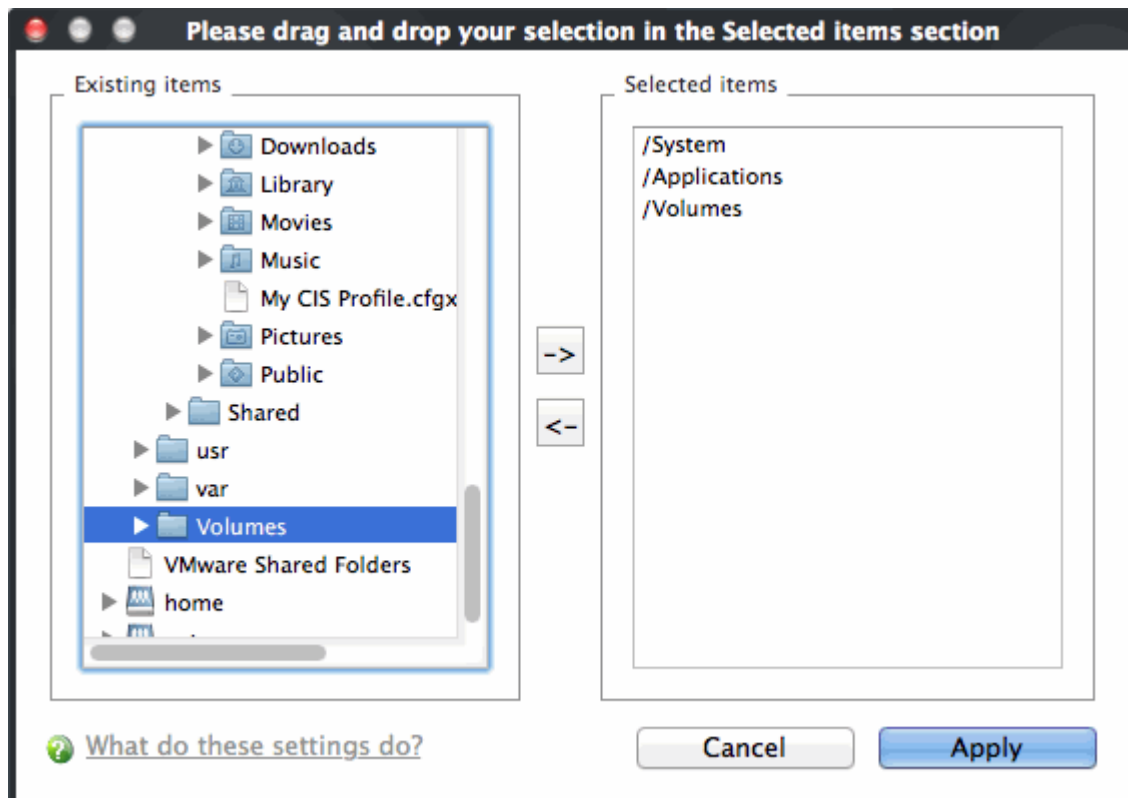 Please drag and drop your selection in the Selected items section
Existing items
Downloads
Library
Movies
Music
My CIS Profile.cfgx
Pictures
Public
Shared
usr
var
Volumes
VMware Shared Folders
home
->
<-
Selected items
/System
/Applications
/Volumes
What do these settings do?
Cancel
Apply